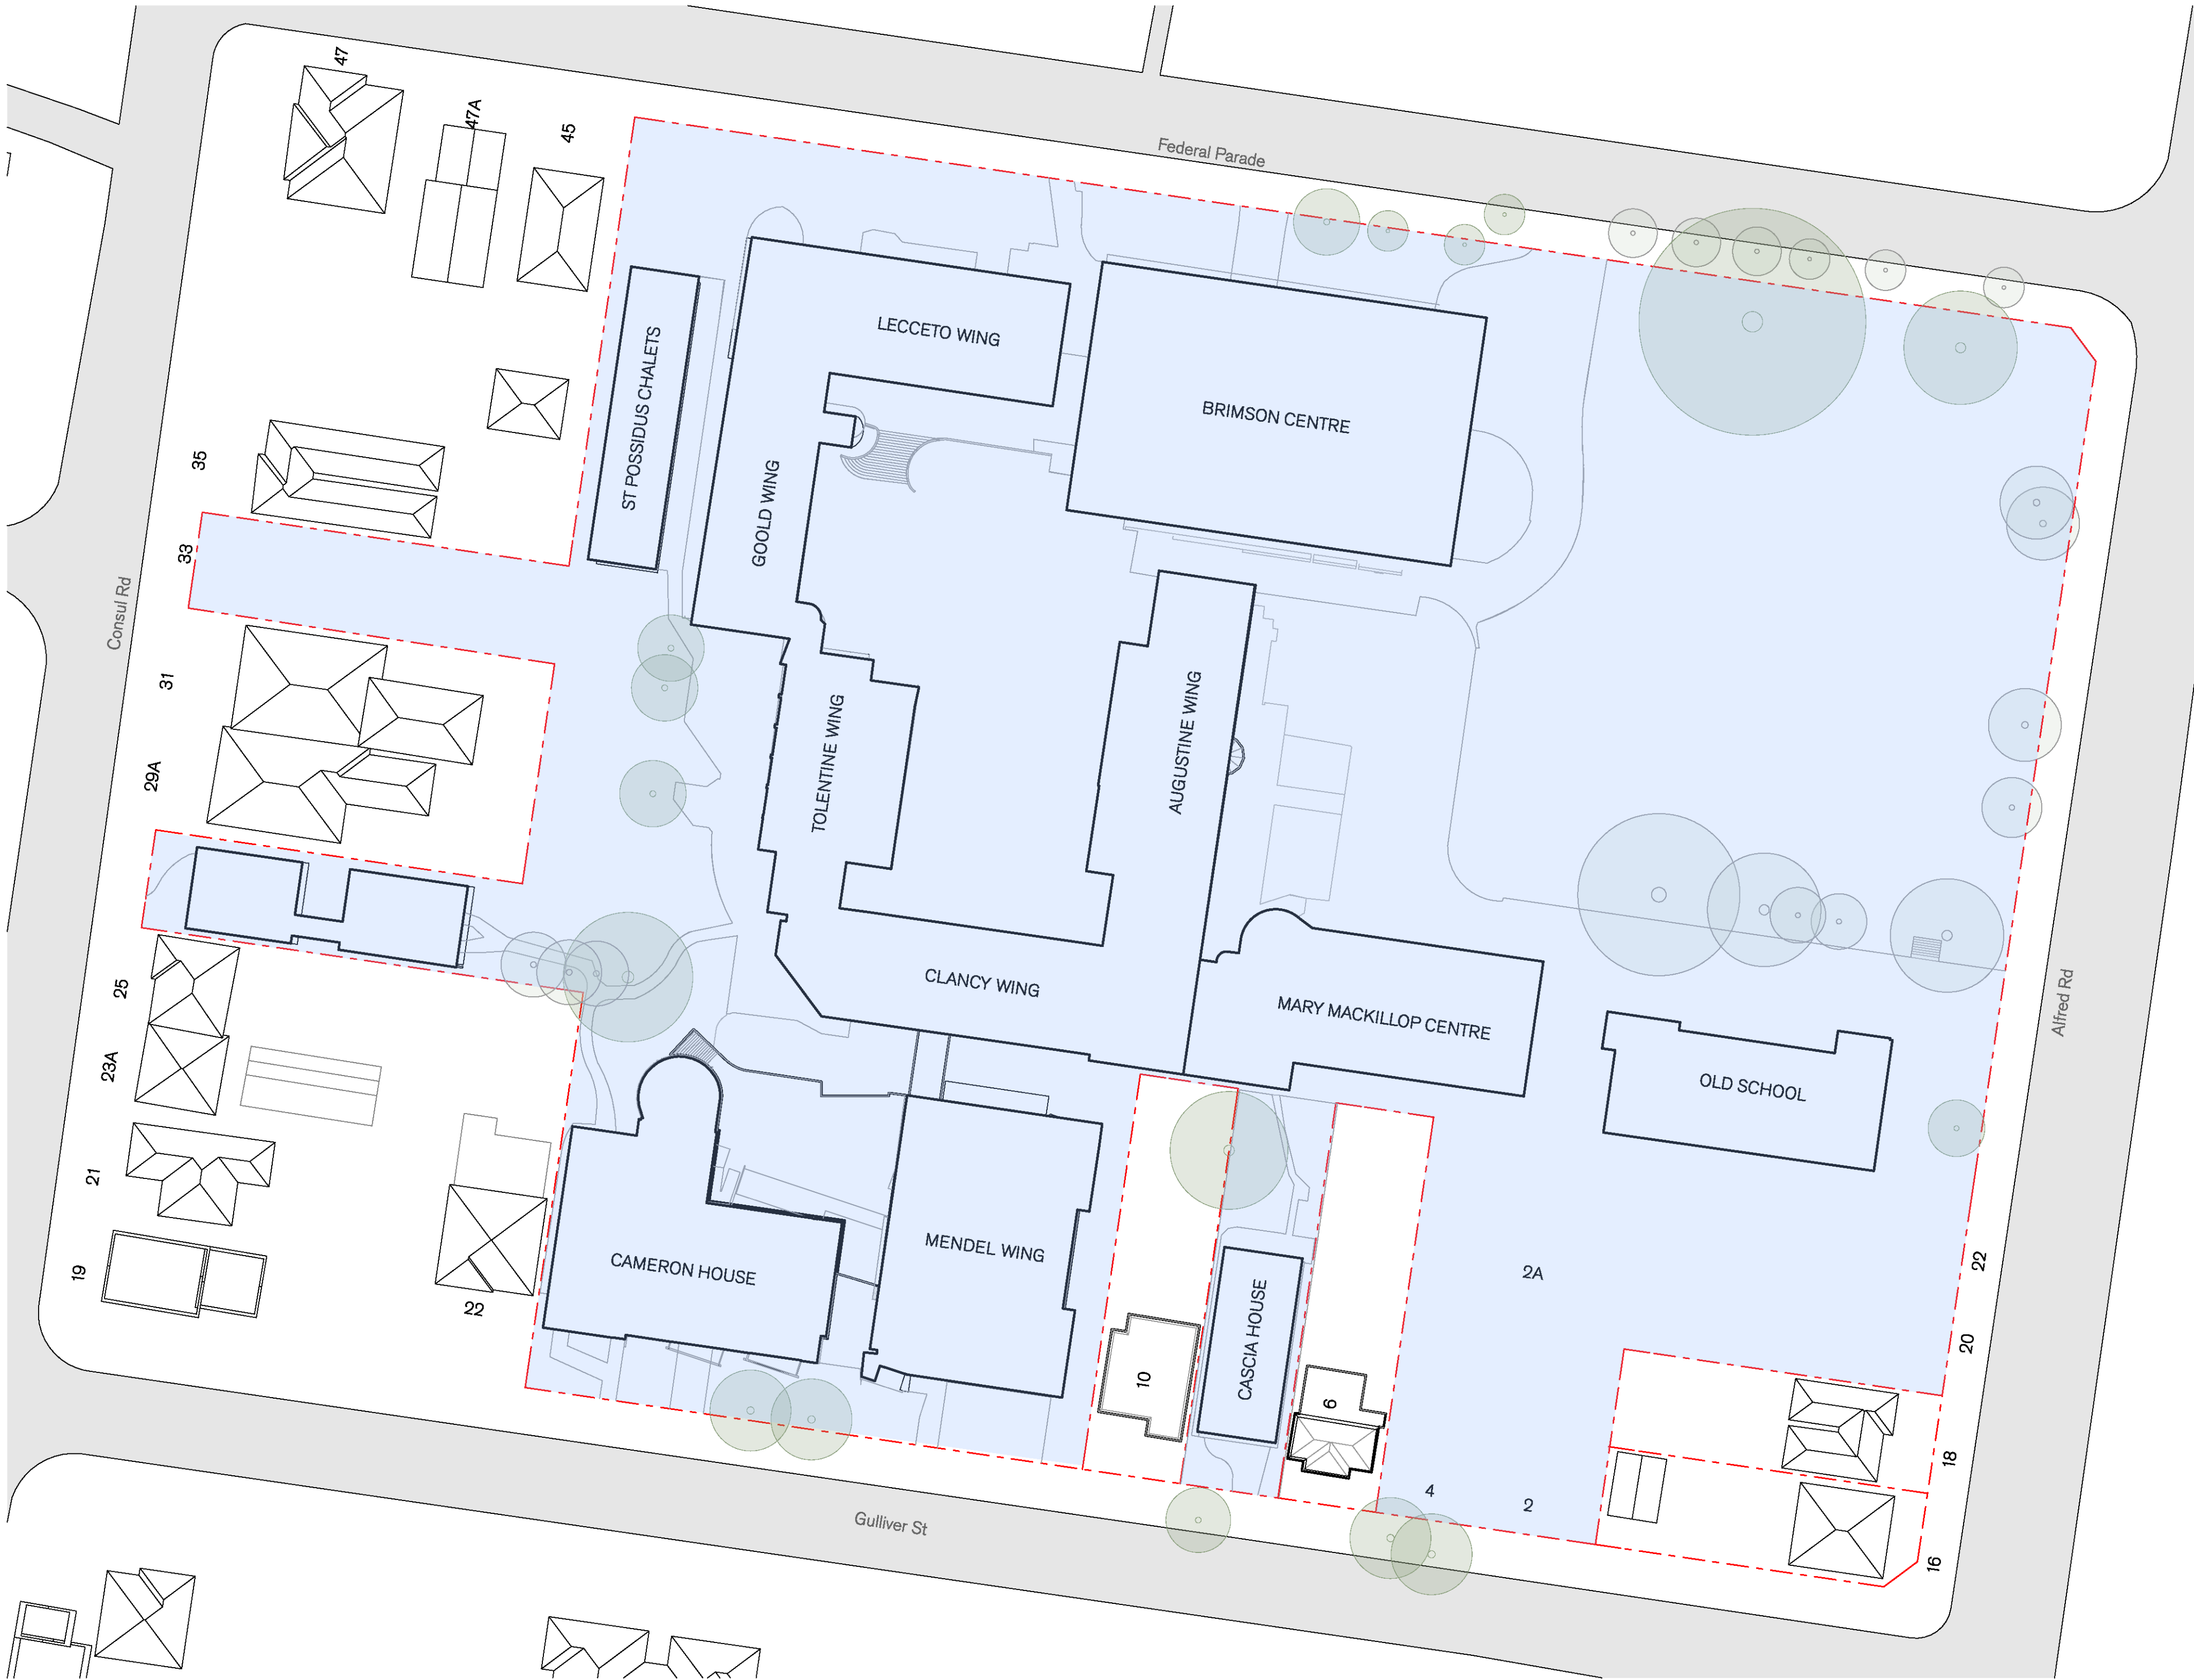 47
47A
45
Federal Parade
LECCETO WING
ST POSSIDUS CHALETS
BRIMSON CENTRE
35
GOOLD WING
33
Consul Rd
31
TOLENTINE WING
AUGUSTINE WING
29A
25
CLANCY WING
MARY MACKILLOP CENTRE
Alfred Rd
23A
OLD SCHOOL
21
MENDEL WING
CAMERON HOUSE
19
22
2A
22
CASCIA HOUSE
20
10
6
18
4
2
Gulliver St
16